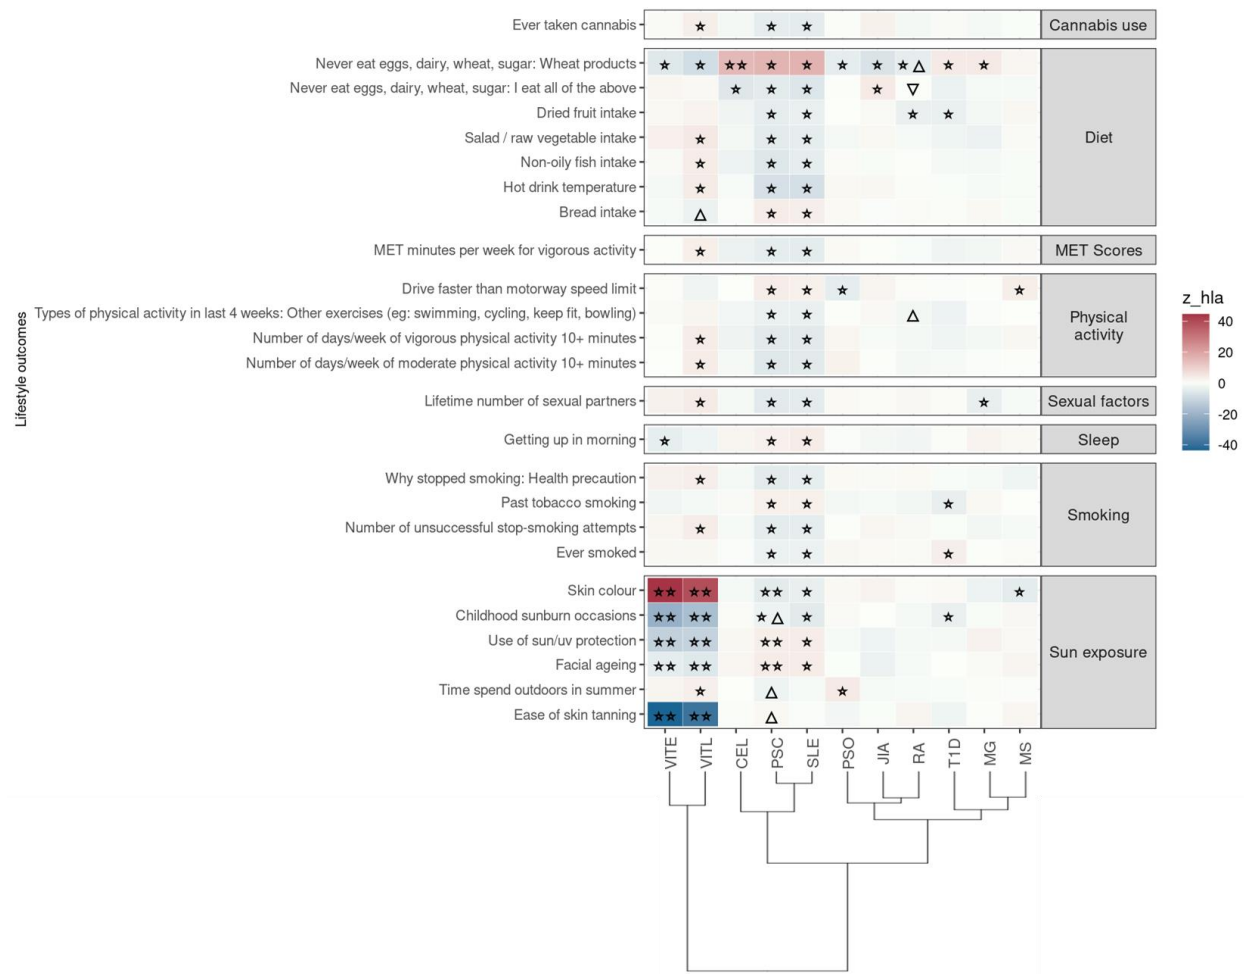 Ever taken cannabis
Cannabis use
Never eat eggs, dairy, wheat, sugar: Wheat products
Never eat eggs, dairy, wheat, sugar: I eat all of the above
Dried fruit intake
Salad / raw vegetable intake
Non-oily fish intake
Hot drink temperature
Bread intake
Diet
MET minutes per week for vigorous activity
MET Scores
Drive faster than motorway speed limit
Types of physical activity in last 4 weeks: Other exercises (eg: swimming, cycling, keep fit, bowling)
Number of days/week of vigorous physical activity 10+ minutes
Number of days/week of moderate physical activity 10+ minutes
Physical
activity
Lifetime number of sexual partners
Sexual factors
Getting up in morning
Sleep
Why stopped smoking: Health precaution
Past tobacco smoking
Number of unsuccessful stop-smoking attempts
Ever smoked
Smoking
Skin colour
Childhood sunburn occasions
Use of sun/uv protection
Facial ageing
Time spend outdoors in summer
Ease of skin tanning
Sun exposure
Lifestyle outcomes
VITE
VITL
CEL
PSC
SLE
PSO
JIA
RA
T1D
MG
MS
z_hla
40
20
0
-20
-40